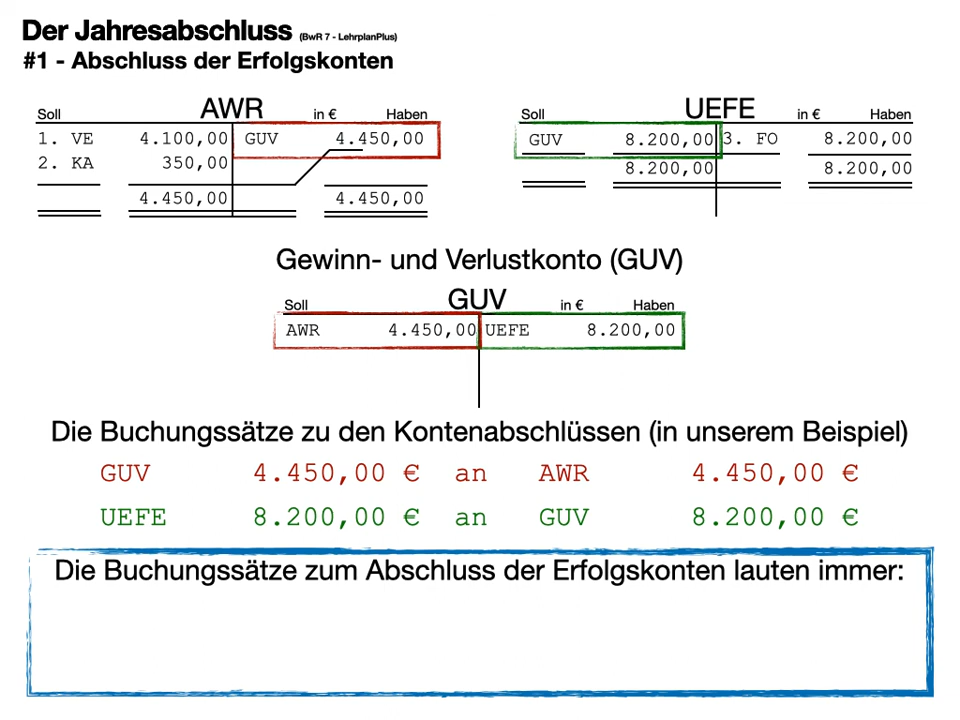 Der Jahresabschluss (BwR 7 - LehrplanPlus)
#1 - Abschluss der Erfolgskonten
Soll AWR in € Haben
1. VE 4.100,00 GUV 4.450,00
2. KA 350,00
4.450,00 4.450,00
Soll UEFE in € Haben
GUV 8.200,00 3. FO 8.200,00
8.200,00 8.200,00
Gewinn- und Verlustkonto (GUV)
Soll GUV in € Haben
AWR 4.450,00 UEFE 8.200,00
Die Buchungssätze zu den Kontenabschlüssen (in unserem Beispiel)
GUV 4.450,00 € an AWR 4.450,00 €
UEFE 8.200,00 € an GUV 8.200,00 €
Die Buchungssätze zum Abschluss der Erfolgskonten lauten immer: